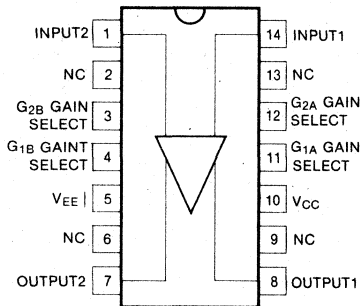 INPUT2 1 14 INPUT1
NC 2 13 NC
G2B GAIN SELECT 3 12 G2A GAIN SELECT
G1B GAINT SELECT 4 11 G1A GAIN SELECT
VEE 5 10 VCC
NC 6 9 NC
OUTPUT2 7 8 OUTPUT1